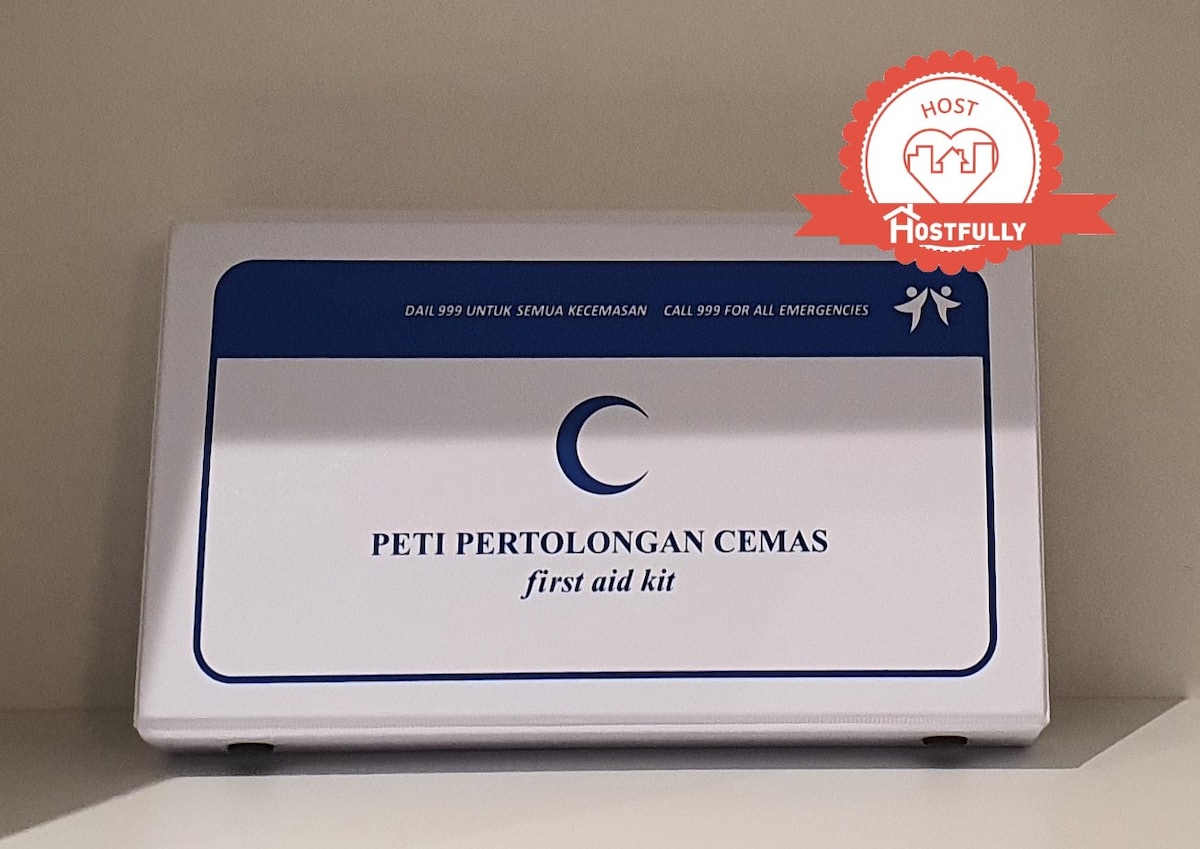 HOST
HOSTFULLY
DAIL 999 UNTUK SEMUA KECEMASAN CALL 999 FOR ALL EMERGENCIES
PETI PERTOLONGAN CEMAS
first aid kit